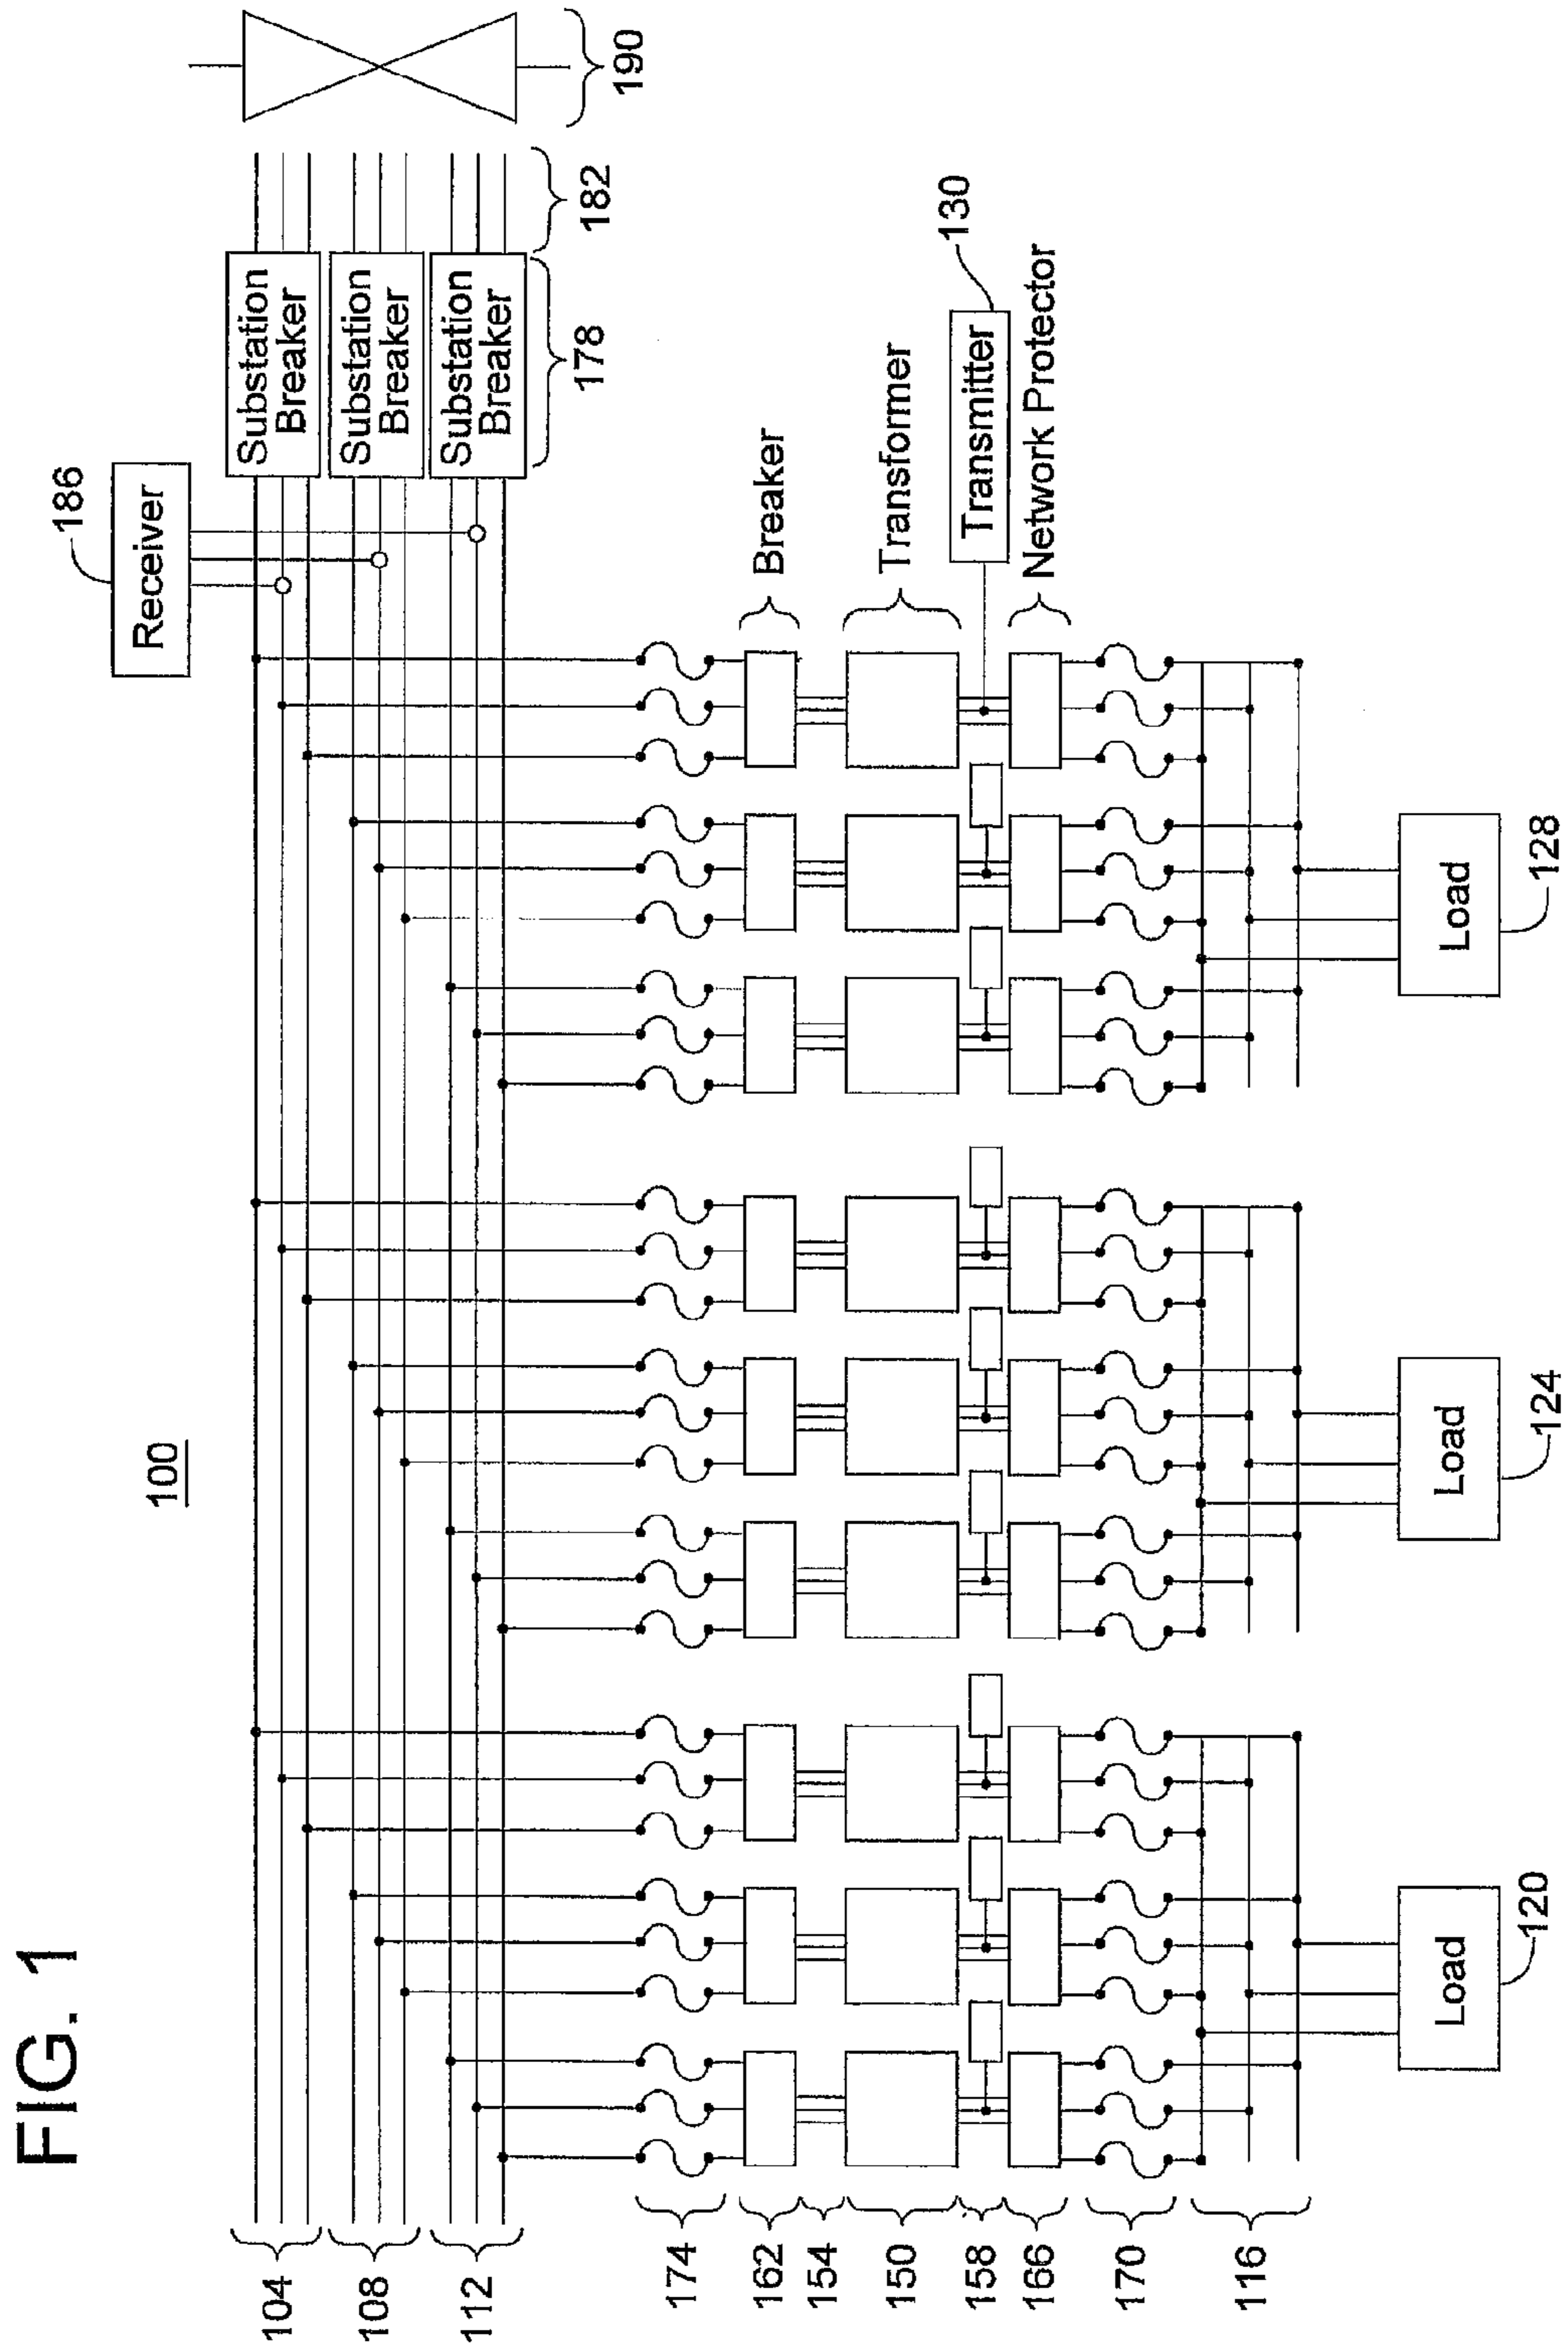 FIG. 1
100
104
108
112
Receiver
186
Substation
Breaker
Substation
Breaker
Substation
Breaker
178
182
190
174
162
Breaker
154
150
Transformer
158
Transmitter
130
166
Network Protector
170
116
Load
120
Load
124
Load
128